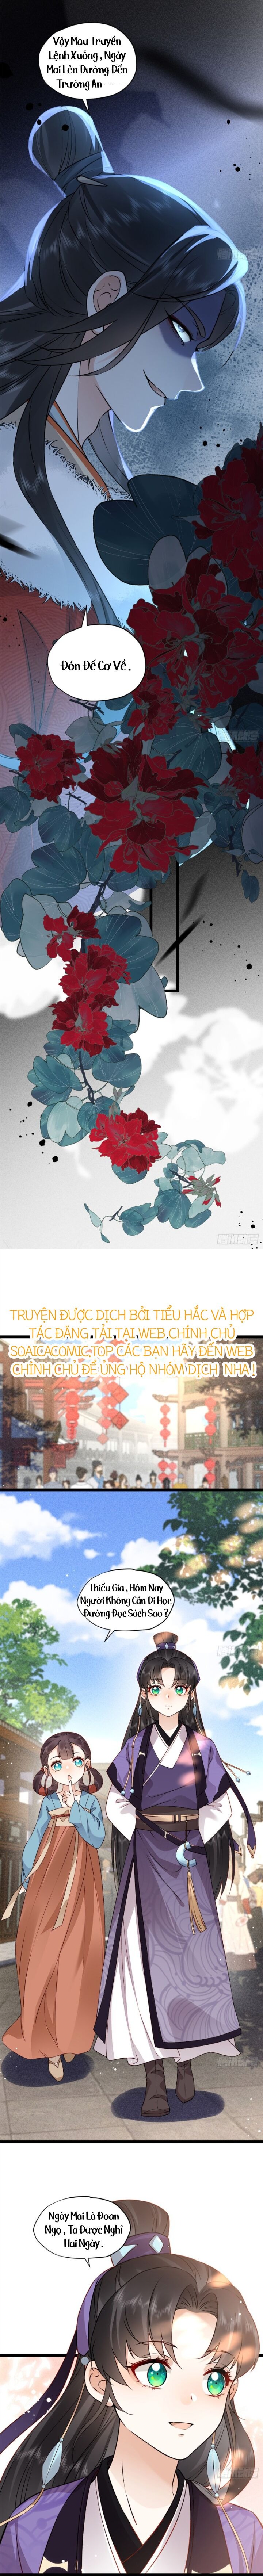 Vậy Mau Truyền
Lệnh Xuống , Ngày
Mai Lên Đường Đến
Trường An ---
Đón Đế Cơ Về .
TRUYỆN ĐƯỢC DỊCH BỞI TIỂU HẮC VÀ HỢP
TÁC ĐĂNG TẢI TẠI WEB CHÍNH CHỦ
SOAICACOMIC.TOP CÁC BẠN HÃY ĐẾN WEB
CHÍNH CHỦ ĐỂ ỦNG HỘ NHÓM DỊCH NHA!
Thiếu Gia , Hôm Nay
Người Không Cần Đi Học
Đường Đọc Sách Sao ?
Ngày Mai Là Đoan
Ngọ , Ta Được Nghỉ
Hai Ngày .